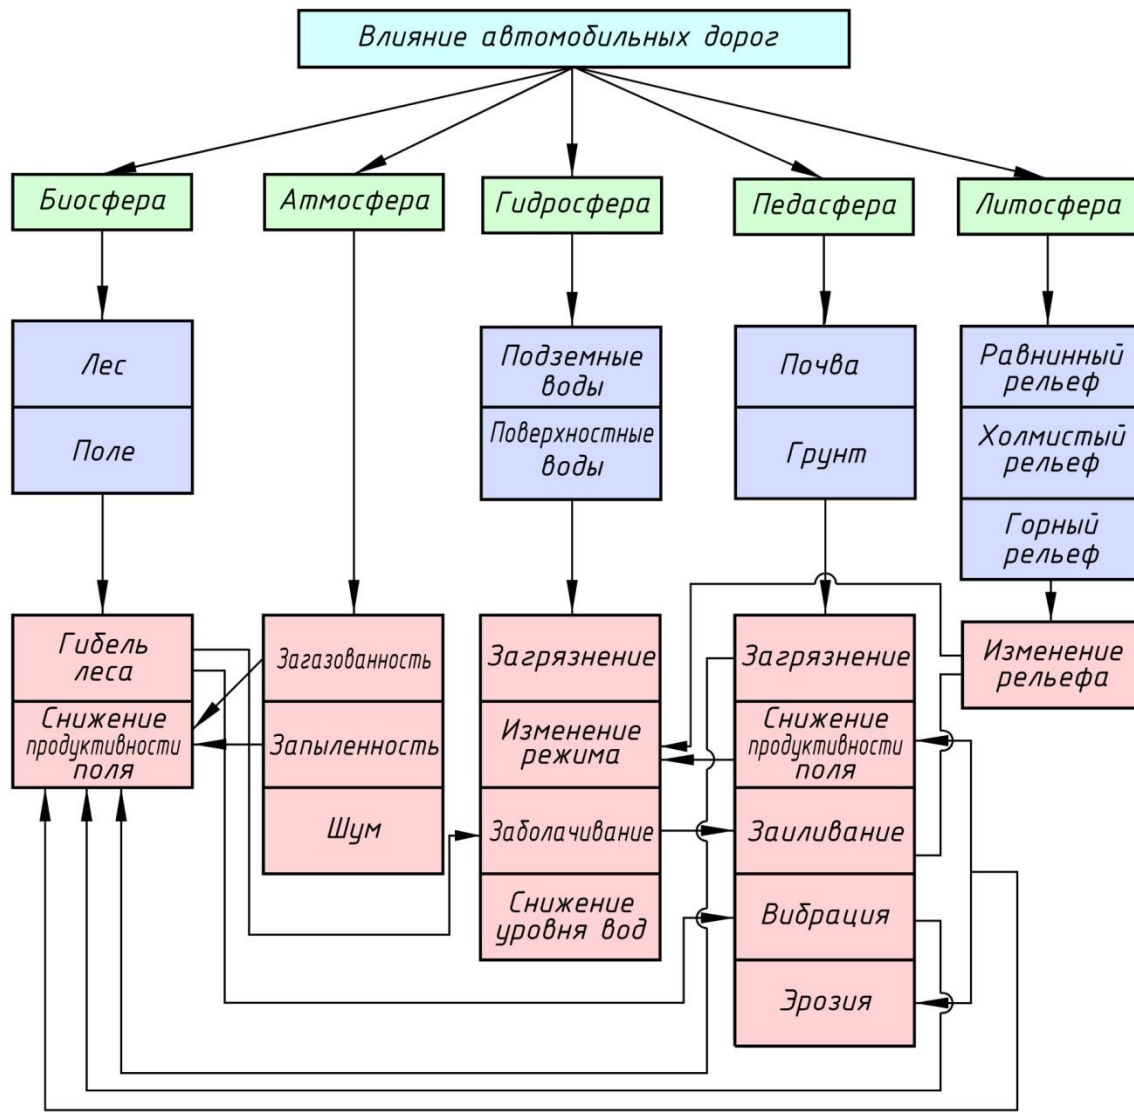 Влияние автомобильных дорог
Биосфера
Атмосфера
Гидросфера
Педасфера
Литосфера
Лес
Поле
Подземные
воды
Поверхностные
воды
Почва
Грунт
Равнинный
рельеф
Холмистый
рельеф
Горный
рельеф
Гибель
леса
Снижение
продуктивности
поля
Загазованность
Запыленность
Шум
Загрязнение
Изменение
режима
Заболачивание
Снижение
уровня вод
Загрязнение
Снижение
продуктивности
поля
Заиливание
Вибрация
Эрозия
Изменение
рельефа